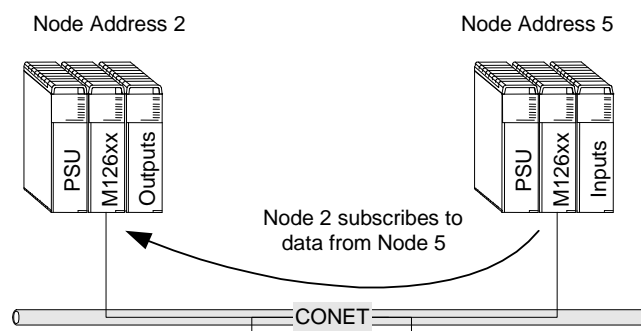 Node Address 2
Node Address 5
PSU
M126xx
Outputs
PSU
M126xx
Inputs
Node 2 subscribes to
data from Node 5
CONET